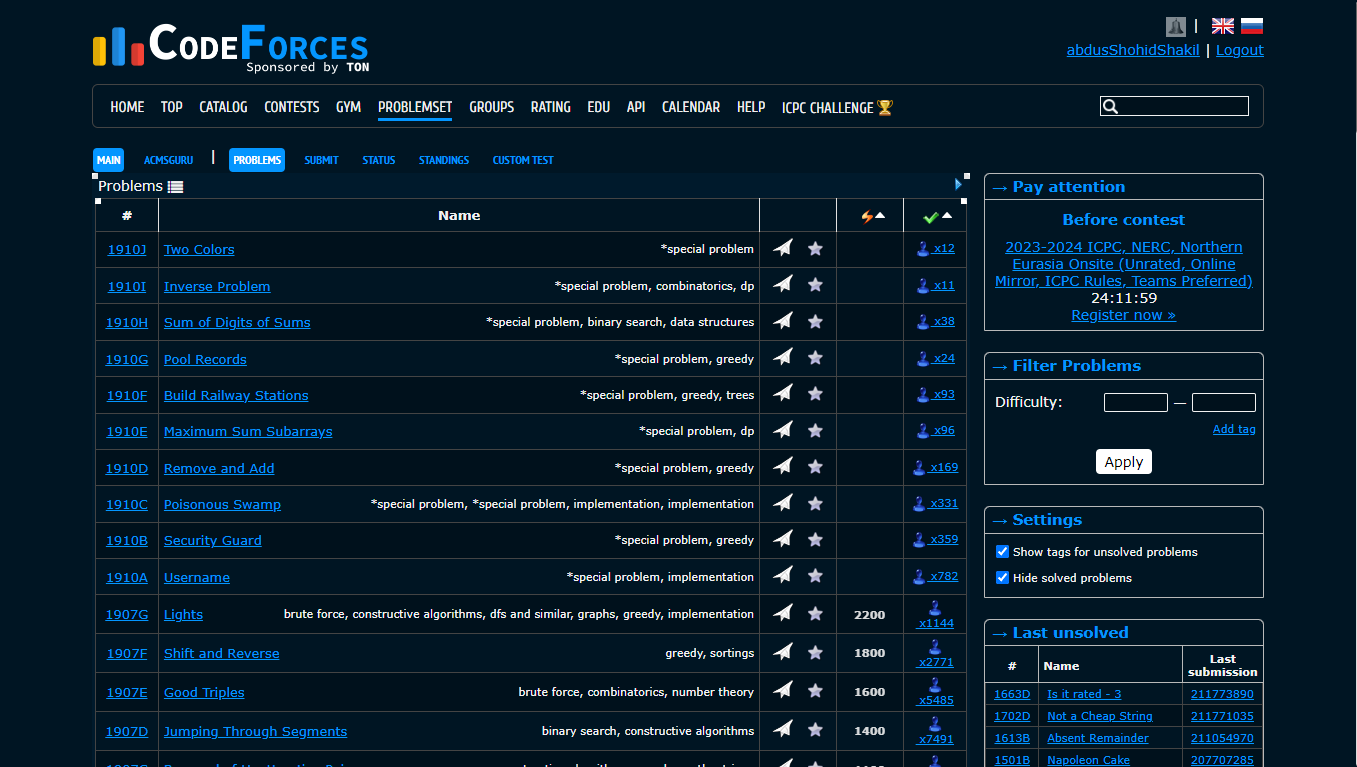 CODEFORCES
Sponsored by TON
|
abdusShohidShakil | Logout
HOME TOP CATALOG CONTESTS GYM PROBLEMSET GROUPS RATING EDU API CALENDAR HELP ICPC CHALLENGE
MAIN ACMSGURU | PROBLEMS SUBMIT STATUS STANDINGS CUSTOM TEST
Problems
# Name
1910J Two Colors *special problem x12
1910I Inverse Problem *special problem, combinatorics, dp x11
1910H Sum of Digits of Sums *special problem, binary search, data structures x38
1910G Pool Records *special problem, greedy x24
1910F Build Railway Stations *special problem, greedy, trees x93
1910E Maximum Sum Subarrays *special problem, dp x96
1910D Remove and Add *special problem, greedy x169
1910C Poisonous Swamp *special problem, *special problem, implementation, implementation x331
1910B Security Guard *special problem, greedy x359
1910A Username *special problem, implementation x782
1907G Lights brute force, constructive algorithms, dfs and similar, graphs, greedy, implementation 2200 x1144
1907F Shift and Reverse greedy, sortings 1800 x2771
1907E Good Triples brute force, combinatorics, number theory 1600 x5485
1907D Jumping Through Segments binary search, constructive algorithms 1400 x7491
→ Pay attention
Before contest
2023-2024 ICPC, NERC, Northern
Eurasia Onsite (Unrated, Online
Mirror, ICPC Rules, Teams Preferred)
24:11:59
Register now »
→ Filter Problems
Difficulty: —
Add tag
Apply
→ Settings
Show tags for unsolved problems
Hide solved problems
→ Last unsolved
# Name Last submission
1663D Is it rated - 3 211773890
1702D Not a Cheap String 211771035
1613B Absent Remainder 211054970
1501B Napoleon Cake 207707285